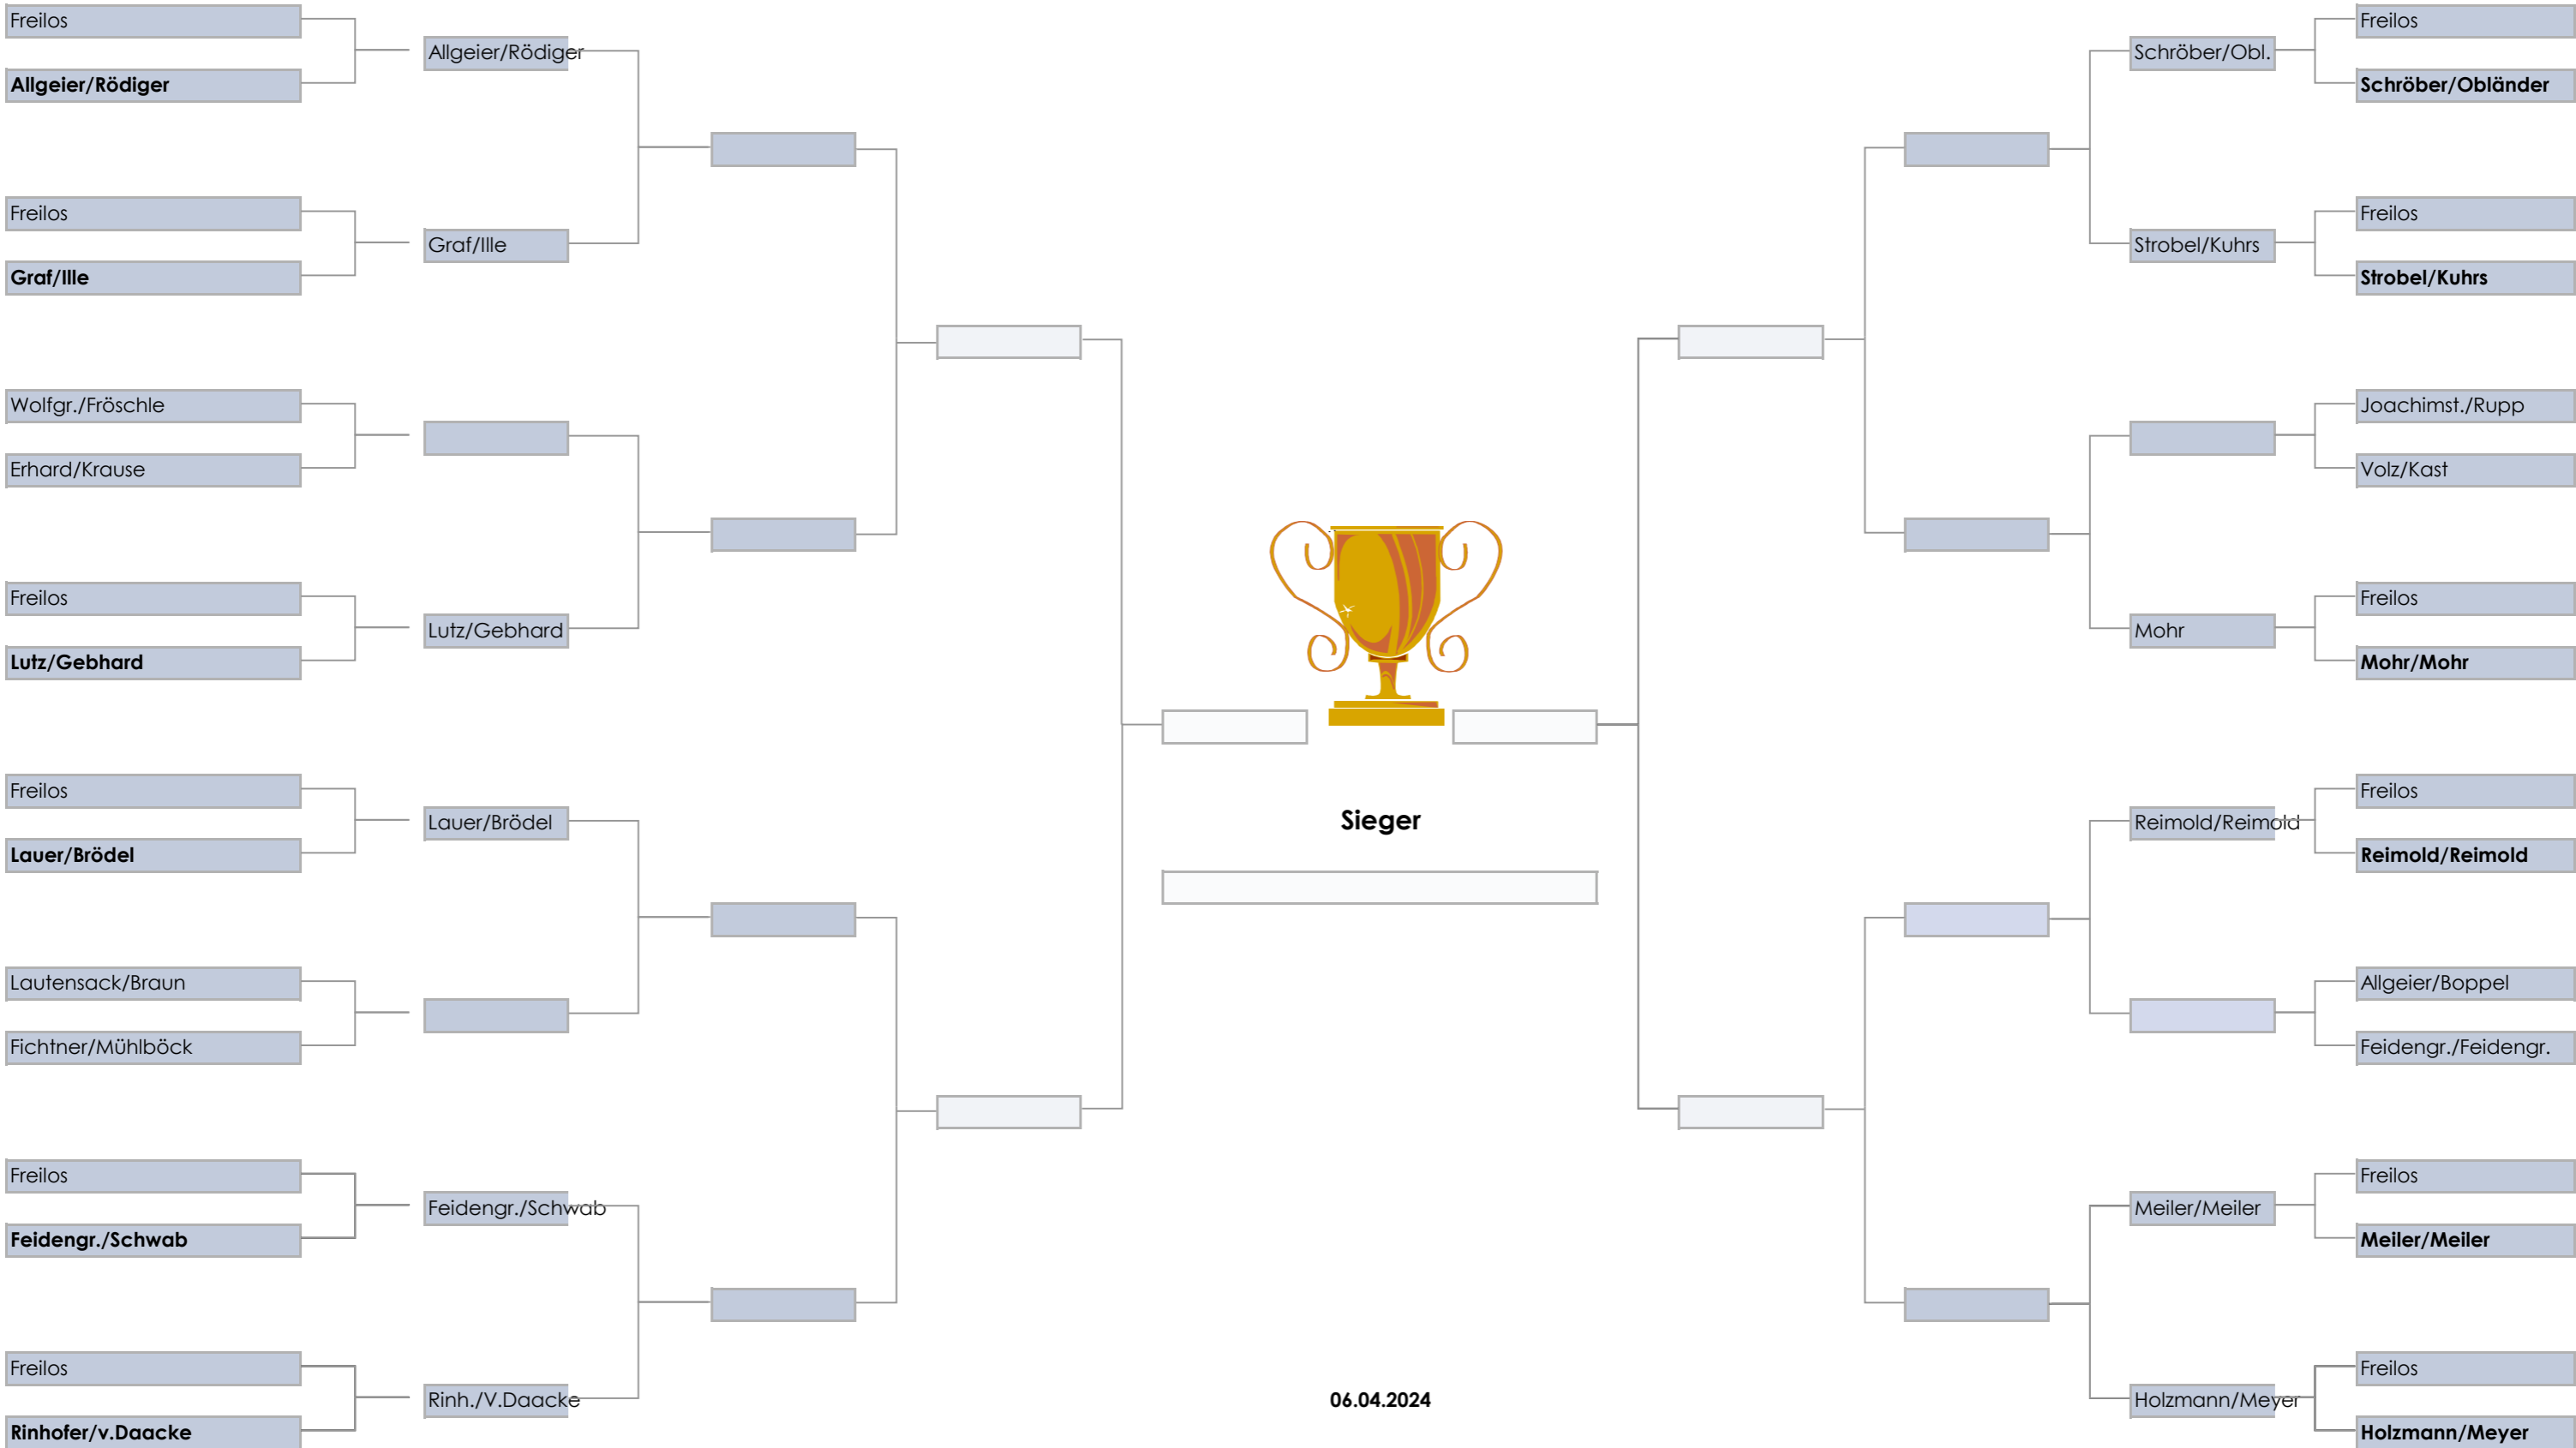 Freilos
Allgeier/Rödiger
Freilos
Graf/Ille
Wolfgr./Fröschle
Erhard/Krause
Freilos
Lutz/Gebhard
Freilos
Lauer/Brödel
Lautensack/Braun
Fichtner/Mühlböck
Freilos
Feidengr./Schwab
Freilos
Rinhofer/v.Daacke
Allgeier/Rödiger
Graf/Ille
Lutz/Gebhard
Lauer/Brödel
Feidengr./Schwab
Rinh./V.Daacke
Sieger
06.04.2024
Schröber/Obl.
Strobel/Kuhrs
Mohr
Reimold/Reimold
Meiler/Meiler
Holzmann/Meyer
Freilos
Schröber/Obländer
Freilos
Strobel/Kuhrs
Joachimst./Rupp
Volz/Kast
Freilos
Mohr/Mohr
Freilos
Reimold/Reimold
Allgeier/Boppel
Feidengr./Feidengr.
Freilos
Meiler/Meiler
Freilos
Holzmann/Meyer